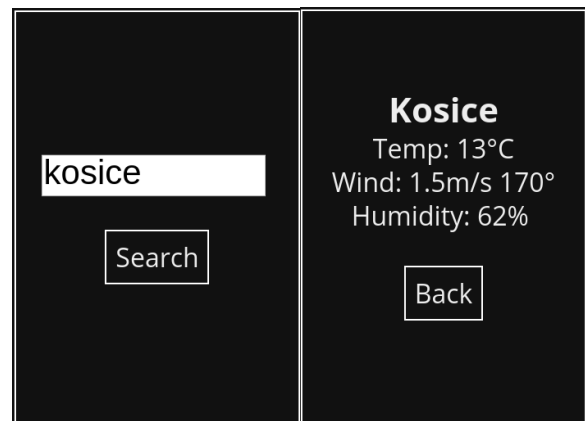 kosice
Search
Kosice
Temp: 13°C
Wind: 1.5m/s 170°
Humidity: 62%
Back